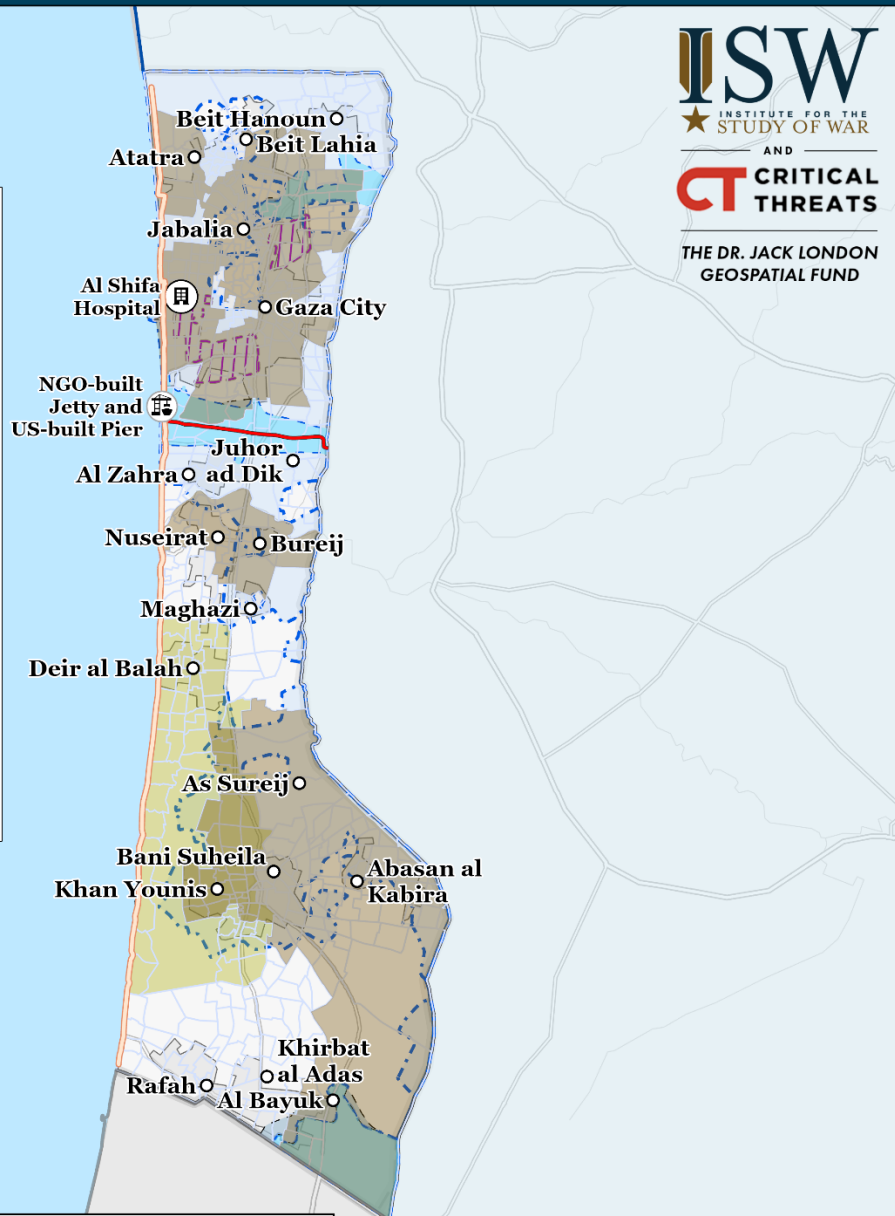 ISW
INSTITUTE FOR THE
STUDY OF WAR
AND
CT CRITICAL
THREATS
THE DR. JACK LONDON
GEOSPATIAL FUND
Beit Hanoun
Beit Lahia
Atatra
Jabalia
Al Shifa
Hospital
Gaza City
NGO-built
Jetty and
US-built Pier
Juhor
ad Dik
Al Zahra
Nuseirat
Bureij
Maghazi
Deir al Balah
As Sureij
Bani Suheila
Khan Younis
Abasan al
Kabira
Khirbat
al Adas
Rafah
Al Bayuk